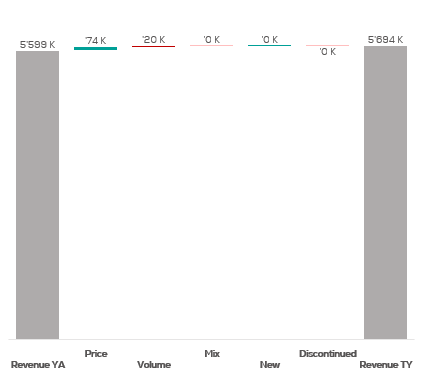 5'599 K
'74 K
'20 K
'0 K
'0 K
'0 K
5'694 K
Price
Mix
Discontinued
Revenue YA
Volume
New
Revenue TY